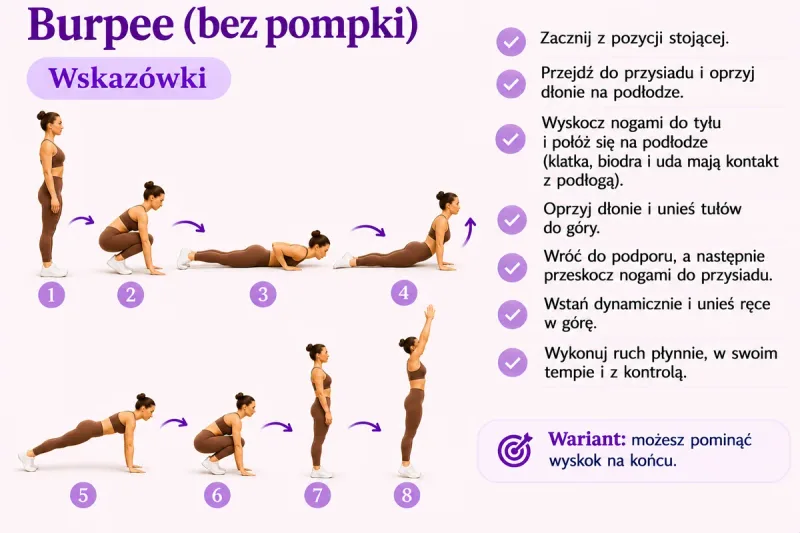 Burpee (bez pompki)
Wskazówki
1
2
3
4
5
6
7
8
Zacznij z pozycji stojącej.
Przejdź do przysiadu i oprzyj
dłonie na podłodze.
Wyskocz nogami do tyłu
i połóż się na podłodze
(klatka, biodra i uda mają kontakt
z podłogą).
Oprzyj dłonie i unieś tułów
do góry.
Wróć do podporu, a następnie
przeskocz nogami do przysiadu.
Wstań dynamicznie i unieś ręce
w górę.
Wykonuj ruch płynnie, w swoim
tempie i z kontrolą.
Wariant: możesz pominąć
wyskok na końcu.